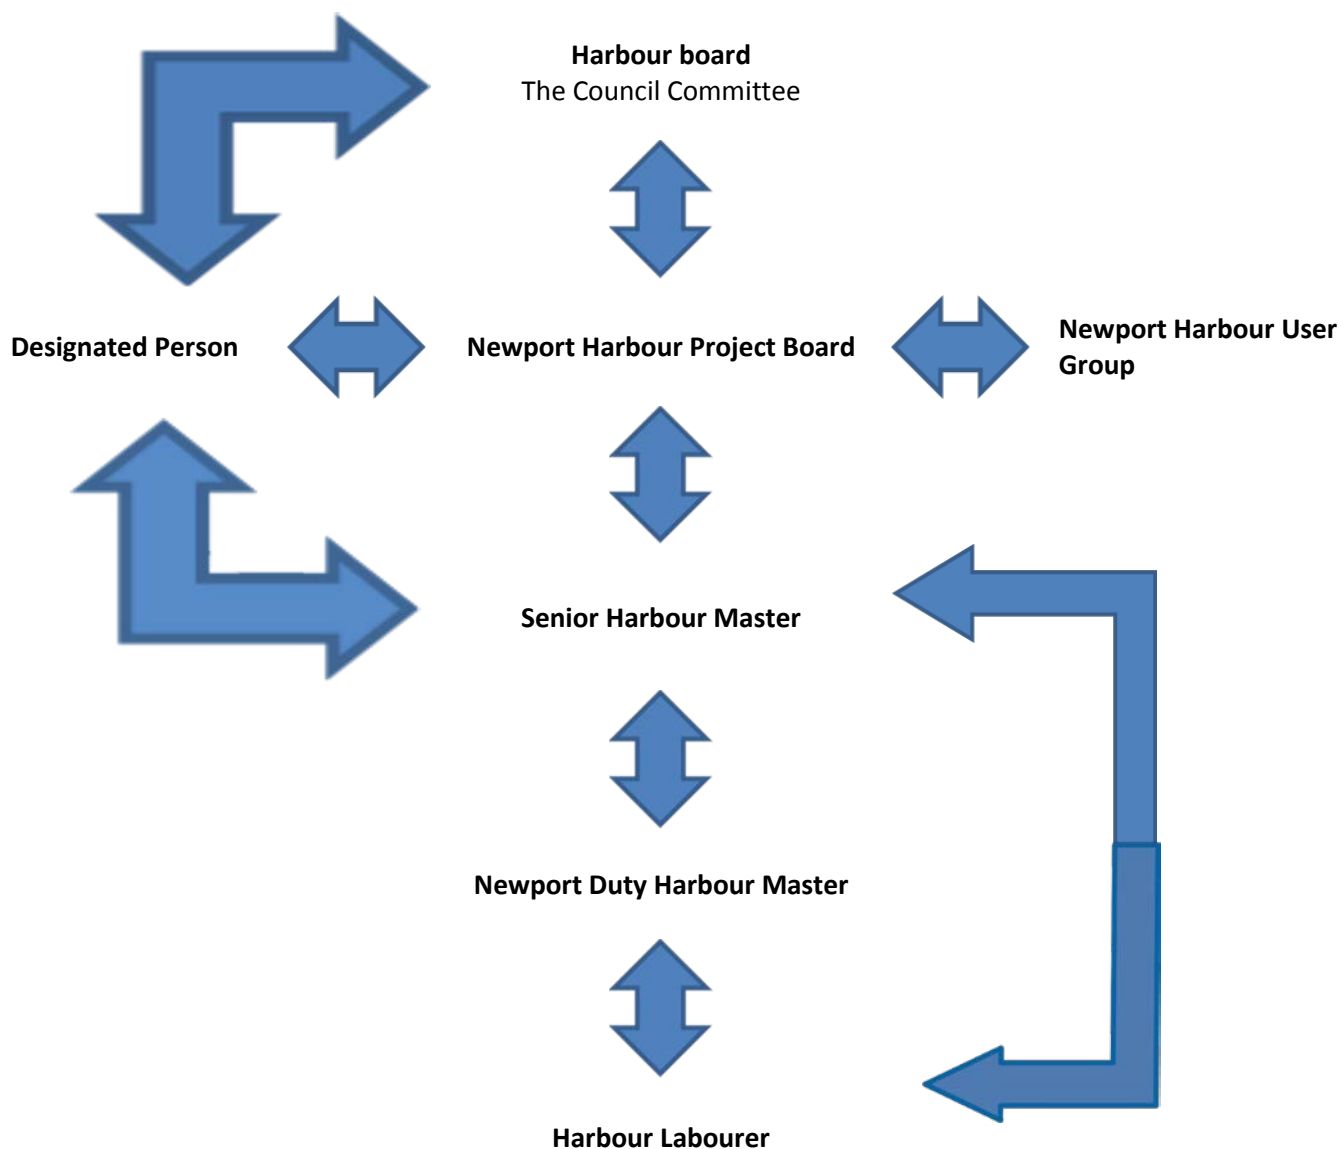 Harbour board
The Council Committee
Designated Person
Newport Harbour Project Board
Newport Harbour User
Group
Senior Harbour Master
Newport Duty Harbour Master
Harbour Labourer